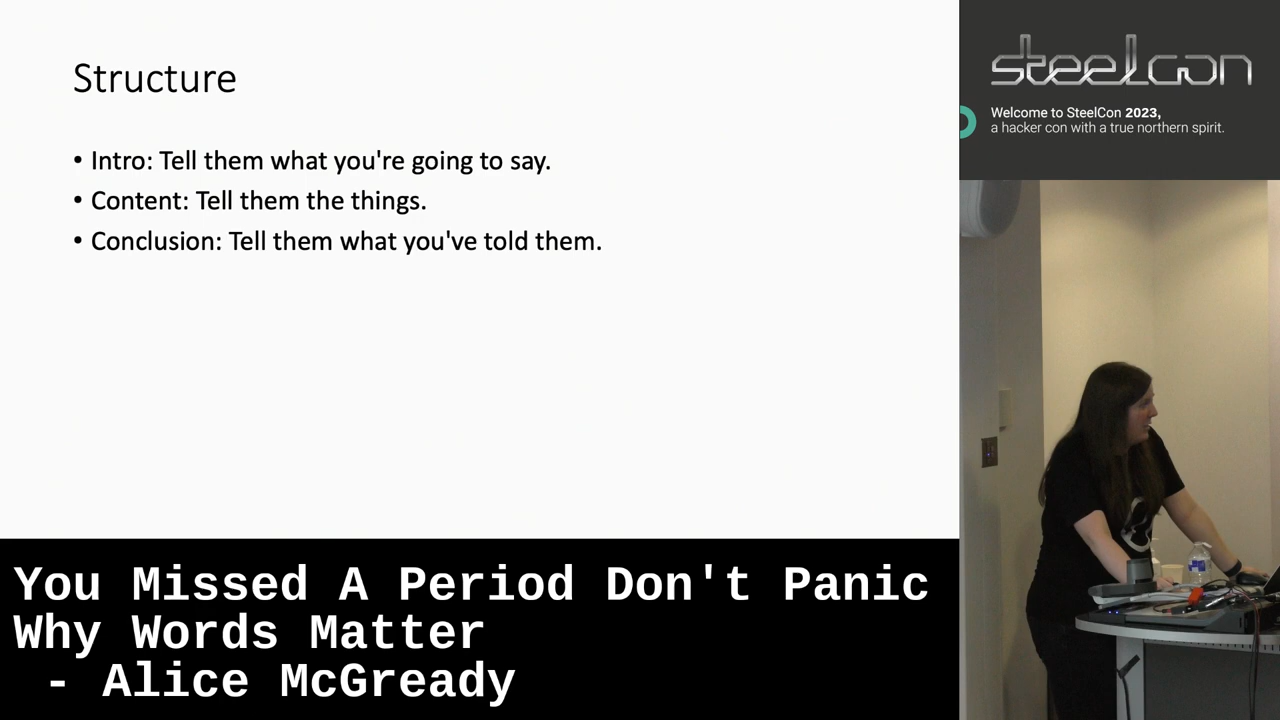 Structure
• Intro: Tell them what you're going to say.
• Content: Tell them the things.
• Conclusion: Tell them what you've told them.
steelcon
Welcome to SteelCon 2023,
a hacker con with a true northern spirit.
You Missed A Period Don't Panic
Why Words Matter
- Alice McGready